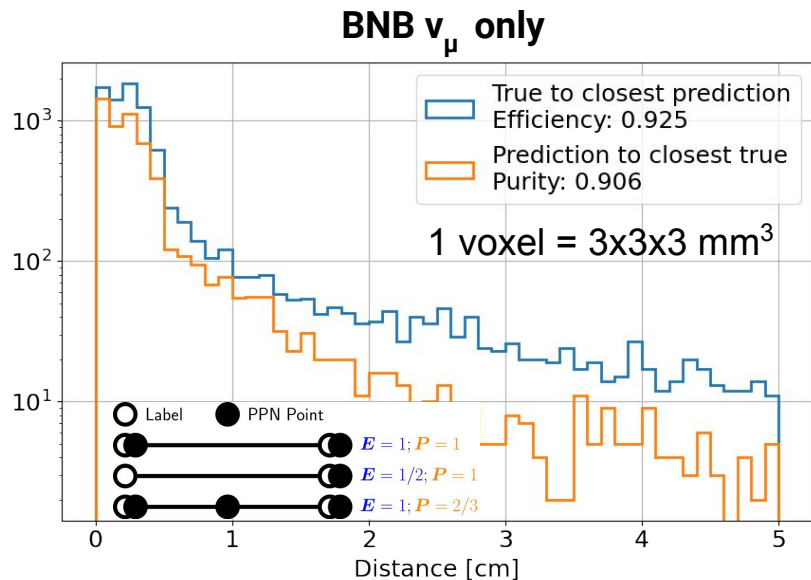 BNB ν_μ only
True to closest prediction
Efficiency: 0.925
Prediction to closest true
Purity: 0.906
1 voxel = 3x3x3 mm³
10³
10²
10¹
Label PPN Point
E = 1; P = 1
E = 1/2; P = 1
E = 1; P = 2/3
0 1 2 3 4 5
Distance [cm]